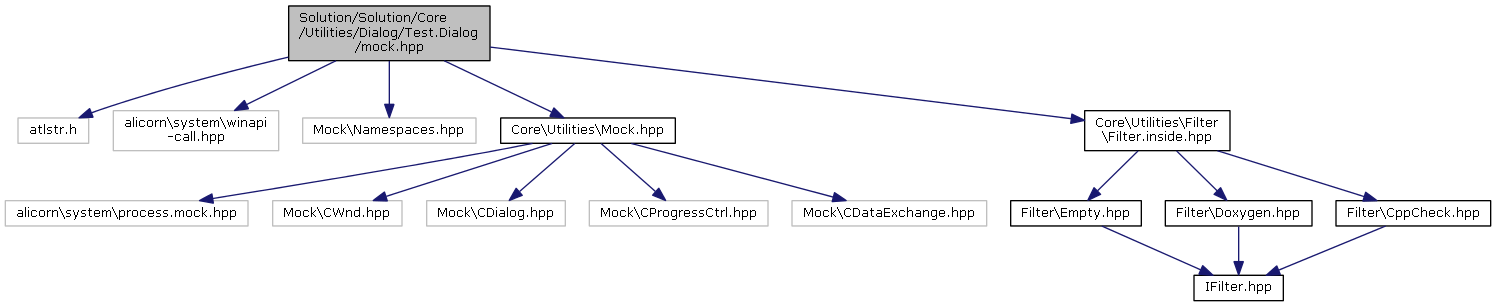 Solution/Solution/Core
/Utilities/Dialog/Test.Dialog
/mock.hpp
atlstr.h
alicorn\system\winapi
-call.hpp
Mock\Namespaces.hpp
Core\Utilities\Mock.hpp
Core\Utilities\Filter
\Filter.inside.hpp
alicorn\system\process.mock.hpp
Mock\CWnd.hpp
Mock\CDialog.hpp
Mock\CProgressCtrl.hpp
Mock\CDataExchange.hpp
Filter\Empty.hpp
Filter\Doxygen.hpp
Filter\CppCheck.hpp
IFilter.hpp